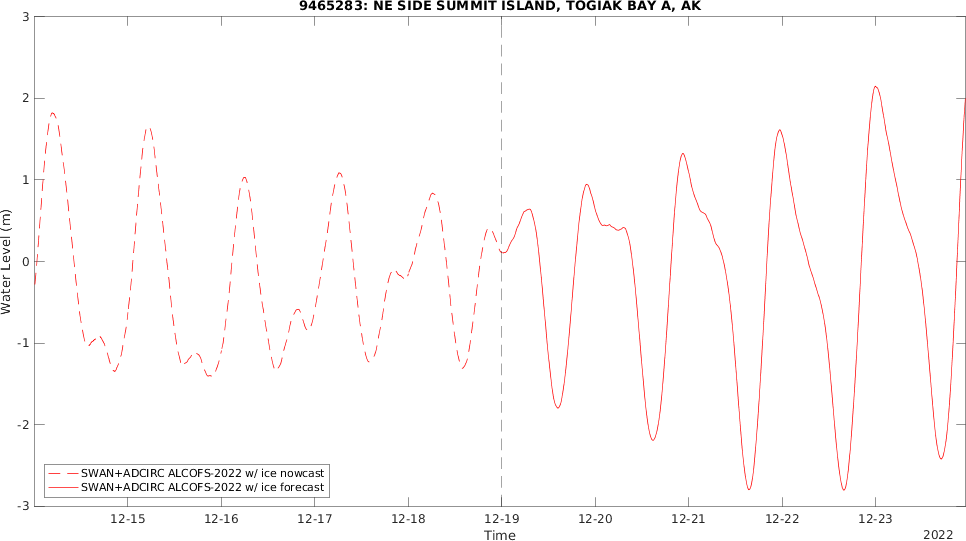 9465283: NE SIDE SUMMIT ISLAND, TOGIAK BAY A, AK
3
2
1
0
-1
-2
-3
Water Level (m)
SWAN+ADCIRC ALCOFS-2022 w/ ice nowcast
SWAN+ADCIRC ALCOFS-2022 w/ ice forecast
12-15 12-16 12-17 12-18 12-19 12-20 12-21 12-22 12-23
Time
2022